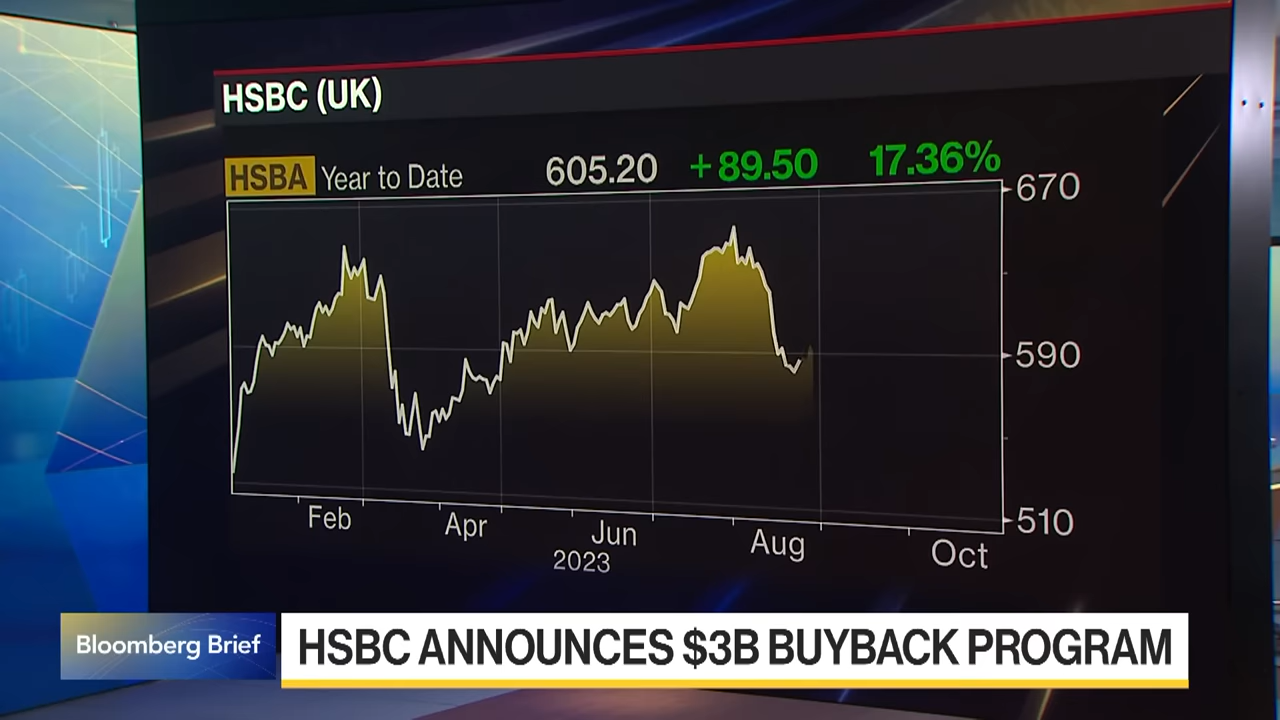 HSBC (UK)
HSBA Year to Date 605.20 +89.50 17.36%
670
590
510
Feb Apr Jun Aug Oct
2023
Bloomberg Brief
HSBC ANNOUNCES $3B BUYBACK PROGRAM